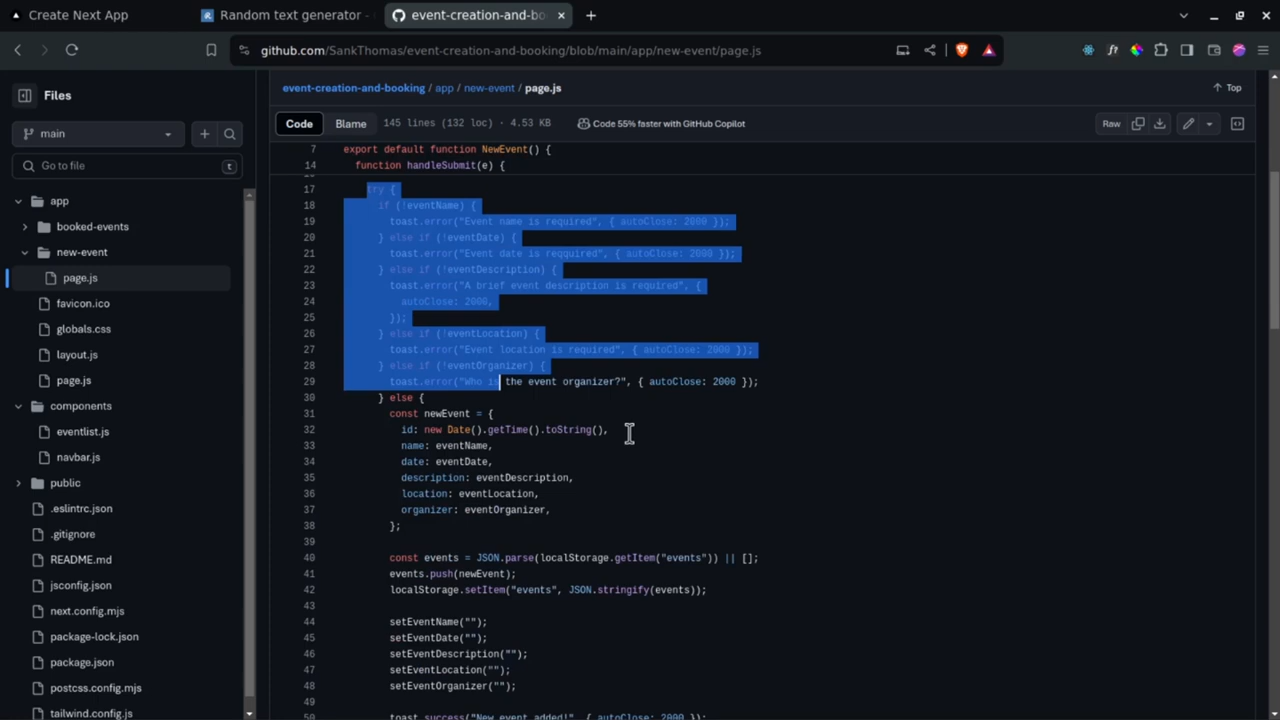 Create Next App
Random text generator -
event-creation-and-bo
github.com/SankThomas/event-creation-and-booking/blob/main/app/new-event/page.js
Files
main
Go to file
t
app
booked-events
new-event
page.js
favicon.ico
globals.css
layout.js
page.js
components
eventlist.js
navbar.js
public
.eslintrc.json
.gitignore
README.md
jsconfig.json
next.config.mjs
package-lock.json
package.json
postcss.config.mjs
tailwind.config.js
event-creation-and-booking / app / new-event / page.js
Top
Code
Blame
145 lines (132 loc) · 4.53 KB
Code 55% faster with GitHub Copilot
Raw
7 export default function NewEvent() {
14 function handleSubmit(e) {
17 try {
18 if (!eventName) {
19 toast.error("Event name is required", { autoClose: 2000 });
20 } else if (!eventDate) {
21 toast.error("Event date is reqquired", { autoClose: 2000 });
22 } else if (!eventDescription) {
23 toast.error("A brief event description is required", {
24 autoClose: 2000,
25 });
26 } else if (!eventLocation) {
27 toast.error("Event location is required", { autoClose: 2000 });
28 } else if (!eventOrganizer) {
29 toast.error("Who is the event organizer?", { autoClose: 2000 });
30 } else {
31 const newEvent = {
32 id: new Date().getTime().toString(),
33 name: eventName,
34 date: eventDate,
35 description: eventDescription,
36 location: eventLocation,
37 organizer: eventOrganizer,
38 };
39
40 const events = JSON.parse(localStorage.getItem("events")) || [];
41 events.push(newEvent);
42 localStorage.setItem("events", JSON.stringify(events));
43
44 setEventName("");
45 setEventDate("");
46 setEventDescription("");
47 setEventLocation("");
48 setEventOrganizer("");
49
50 toast.success("New event added!", { autoClose: 2000 });